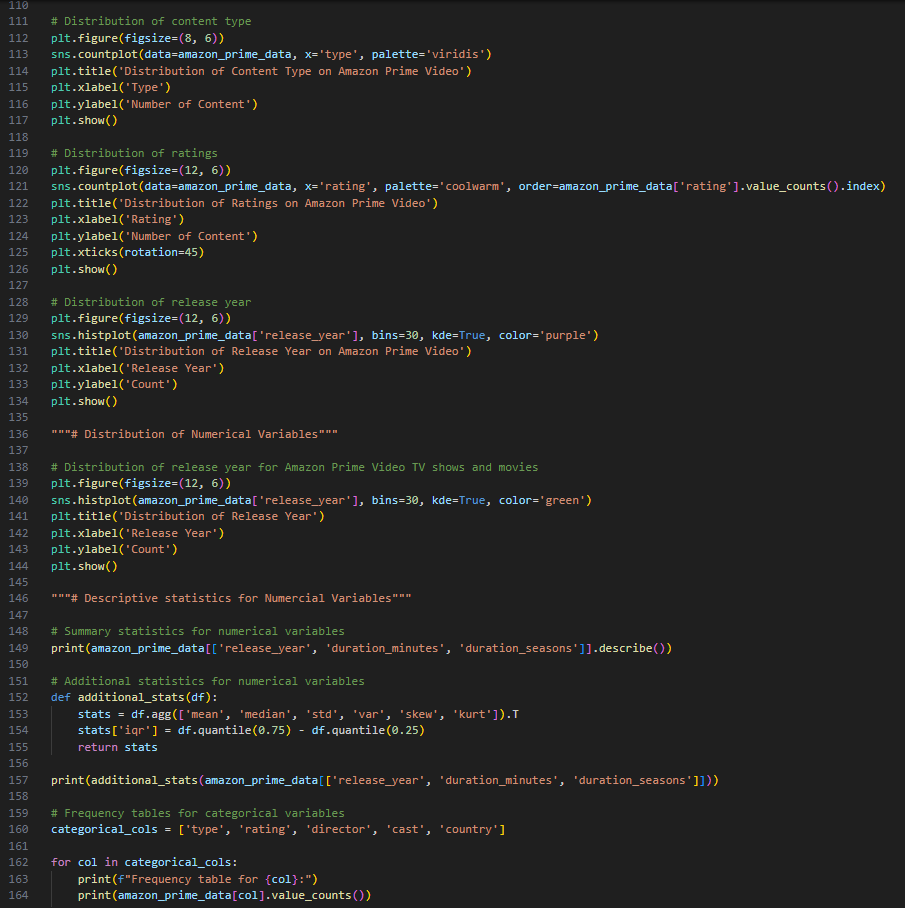 110
111 # Distribution of content type
112 plt.figure(figsize=(8, 6))
113 sns.countplot(data=amazon_prime_data, x='type', palette='viridis')
114 plt.title('Distribution of Content Type on Amazon Prime Video')
115 plt.xlabel('Type')
116 plt.ylabel('Number of Content')
117 plt.show()
118
119 # Distribution of ratings
120 plt.figure(figsize=(12, 6))
121 sns.countplot(data=amazon_prime_data, x='rating', palette='coolwarm', order=amazon_prime_data['rating'].value_counts().index)
122 plt.title('Distribution of Ratings on Amazon Prime Video')
123 plt.xlabel('Rating')
124 plt.ylabel('Number of Content')
125 plt.xticks(rotation=45)
126 plt.show()
127
128 # Distribution of release year
129 plt.figure(figsize=(12, 6))
130 sns.histplot(amazon_prime_data['release_year'], bins=30, kde=True, color='purple')
131 plt.title('Distribution of Release Year on Amazon Prime Video')
132 plt.xlabel('Release Year')
133 plt.ylabel('Count')
134 plt.show()
135
136 """# Distribution of Numerical Variables"""
137
138 # Distribution of release year for Amazon Prime Video TV shows and movies
139 plt.figure(figsize=(12, 6))
140 sns.histplot(amazon_prime_data['release_year'], bins=30, kde=True, color='green')
141 plt.title('Distribution of Release Year')
142 plt.xlabel('Release Year')
143 plt.ylabel('Count')
144 plt.show()
145
146 """# Descriptive statistics for Numercial Variables"""
147
148 # Summary statistics for numerical variables
149 print(amazon_prime_data[['release_year', 'duration_minutes', 'duration_seasons']].describe())
150
151 # Additional statistics for numerical variables
152 def additional_stats(df):
153     stats = df.agg(['mean', 'median', 'std', 'var', 'skew', 'kurt']).T
154     stats['iqr'] = df.quantile(0.75) - df.quantile(0.25)
155     return stats
156
157 print(additional_stats(amazon_prime_data[['release_year', 'duration_minutes', 'duration_seasons']]))
158
159 # Frequency tables for categorical variables
160 categorical_cols = ['type', 'rating', 'director', 'cast', 'country']
161
162 for col in categorical_cols:
163     print(f"Frequency table for {col}:")
164     print(amazon_prime_data[col].value_counts())